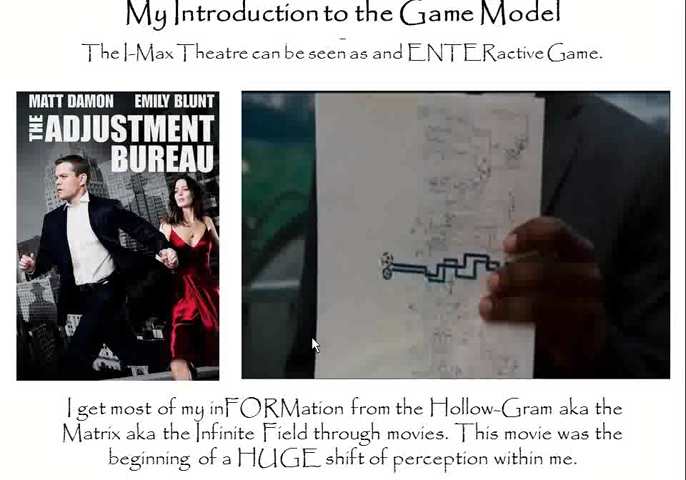 My Introduction to the Game Model
The I-Max Theatre can be seen as and ENTERactive Game.
MATT DAMON EMILY BLUNT
THE ADJUSTMENT
BUREAU
I get most of my inFORMation from the Hollow-Gram aka the
Matrix aka the Infinite Field through movies. This movie was the
beginning of a HUGE shift of perception within me.